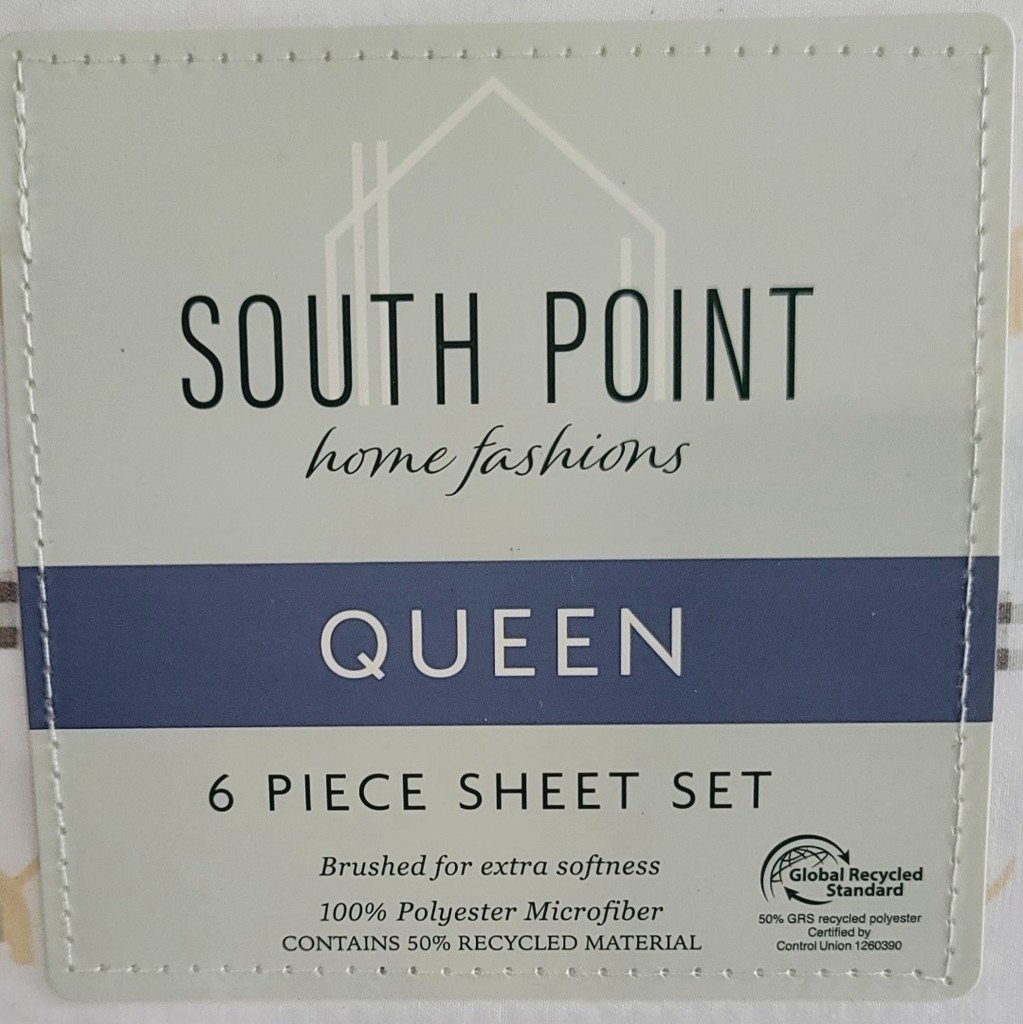 SOUTH POINT
home fashions
QUEEN
6 PIECE SHEET SET
Brushed for extra softness
100% Polyester Microfiber
CONTAINS 50% RECYCLED MATERIAL
Global Recycled
Standard
50% GRS recycled polyester
Certified by
Control Union 1260390